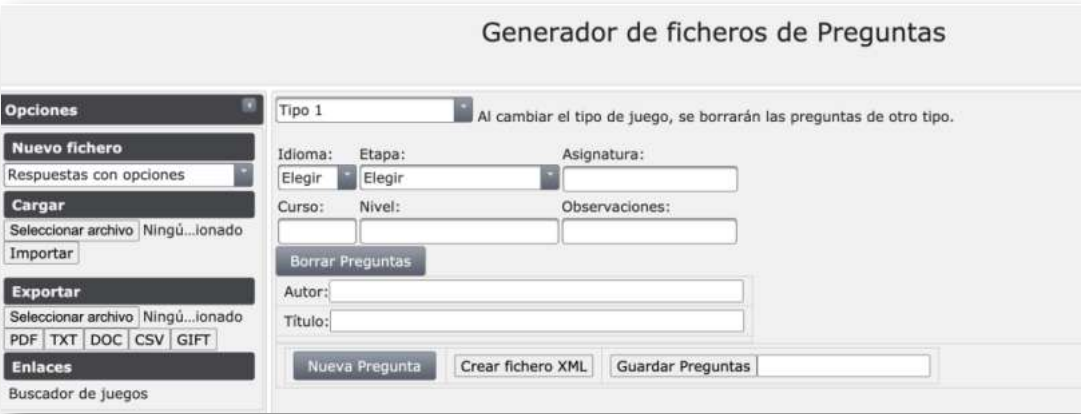 Generador de ficheros de Preguntas
Opciones
Nuevo fichero
Respuestas con opciones
Cargar
Seleccionar archivo Ningú...ionado
Importar
Exportar
Seleccionar archivo Ningú...ionado
PDF TXT DOC CSV GIFT
Enlaces
Buscador de juegos
Tipo 1 Al cambiar el tipo de juego, se borrarán las preguntas de otro tipo.
Idioma: Etapa: Asignatura:
Elegir Elegir
Curso: Nivel: Observaciones:
Borrar Preguntas
Autor:
Título:
Nueva Pregunta Crear fichero XML Guardar Preguntas